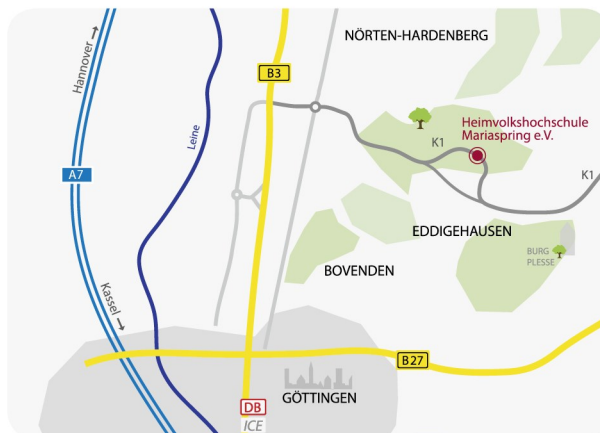 NÖRTEN-HARDENBERG
Hannover →
B3
Leine
Heimvolkshochschule
Mariaspring e.V.
K1
A7
K1
EDDIGEHAUSEN
BURG
PLESSE
BOVENDEN
Kassel →
B27
GÖTTINGEN
DB
ICE